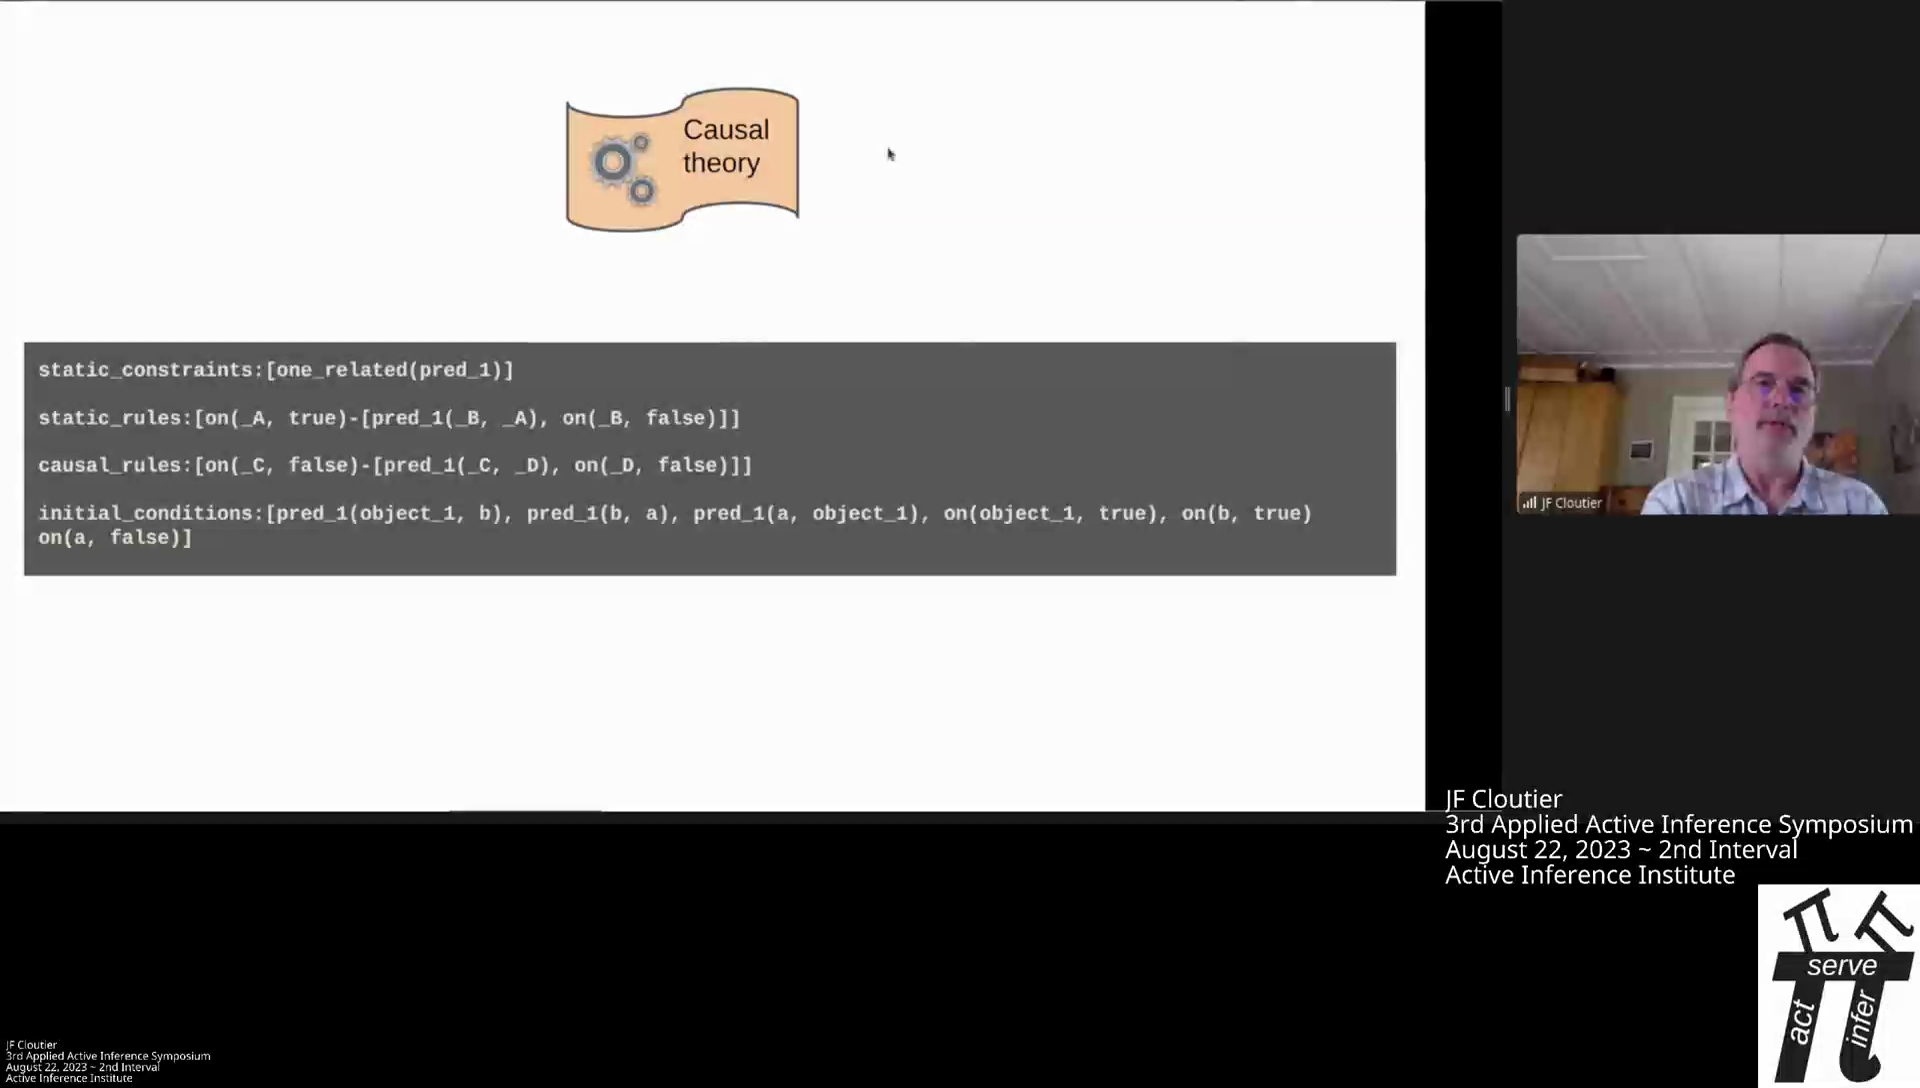 Causal
theory
static_constraints:[one_related(pred_1)]
static_rules:[on(_A, true)-[pred_1(_B, _A), on(_B, false)]]
causal_rules:[on(_C, false)-[pred_1(_C, _D), on(_D, false)]]
initial_conditions:[pred_1(object_1, b), pred_1(b, a), pred_1(a, object_1), on(object_1, true), on(b, true)
on(a, false)]
JF Cloutier
JF Cloutier
3rd Applied Active Inference Symposium
August 22, 2023 ~ 2nd Interval
Active Inference Institute
serve
act
infer
JF Cloutier
3rd Applied Active Inference Symposium
August 22, 2023 ~ 2nd Interval
Active Inference Institute